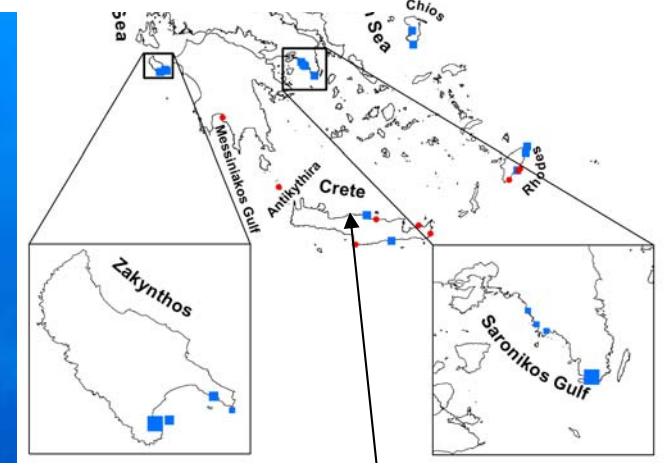 Chios
Sea
Sea
A
Rhodes
Messiniakos Gulf
Antikythira
Crete
Zakynthos
Saronikos Gulf